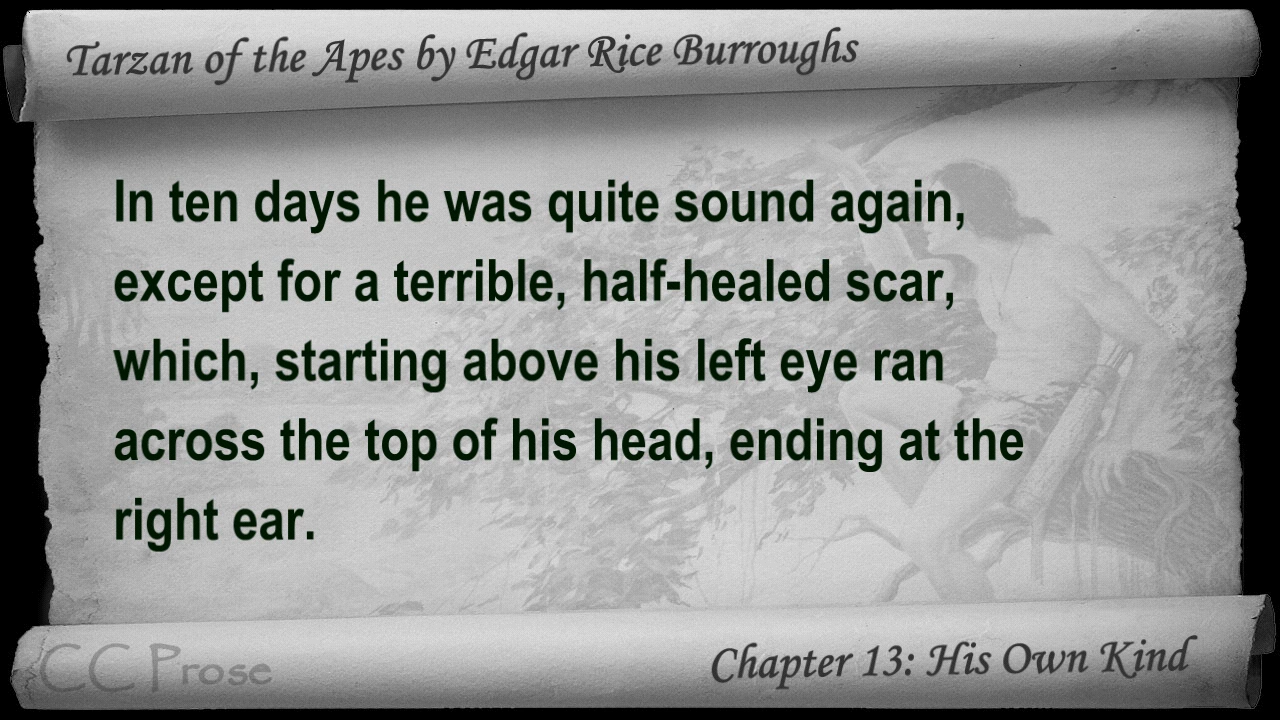 Tarzan of the Apes by Edgar Rice Burroughs
In ten days he was quite sound again,
except for a terrible, half-healed scar,
which, starting above his left eye ran
across the top of his head, ending at the
right ear.
CC Prose
Chapter 13: His Own Kind